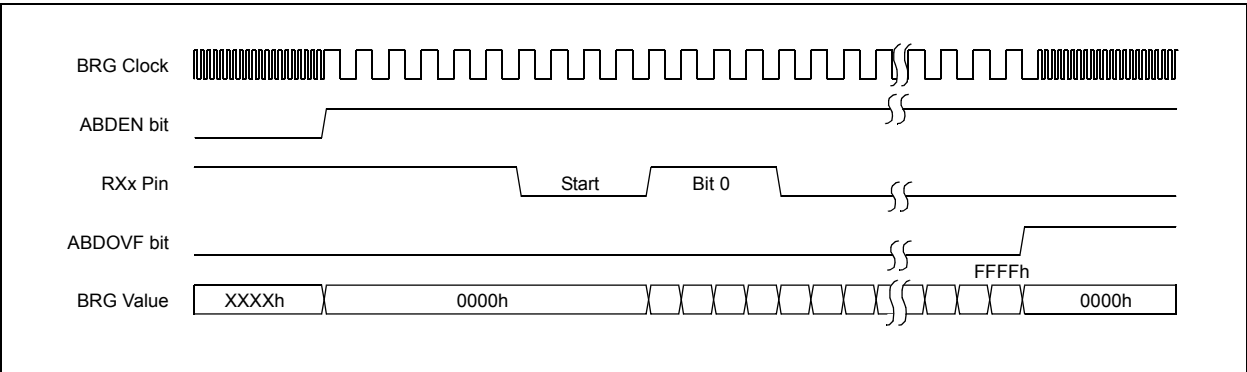 BRG Clock
ABDEN bit
RXx Pin Start Bit 0
ABDOVF bit
FFFFh
BRG Value XXXXh 0000h 0000h